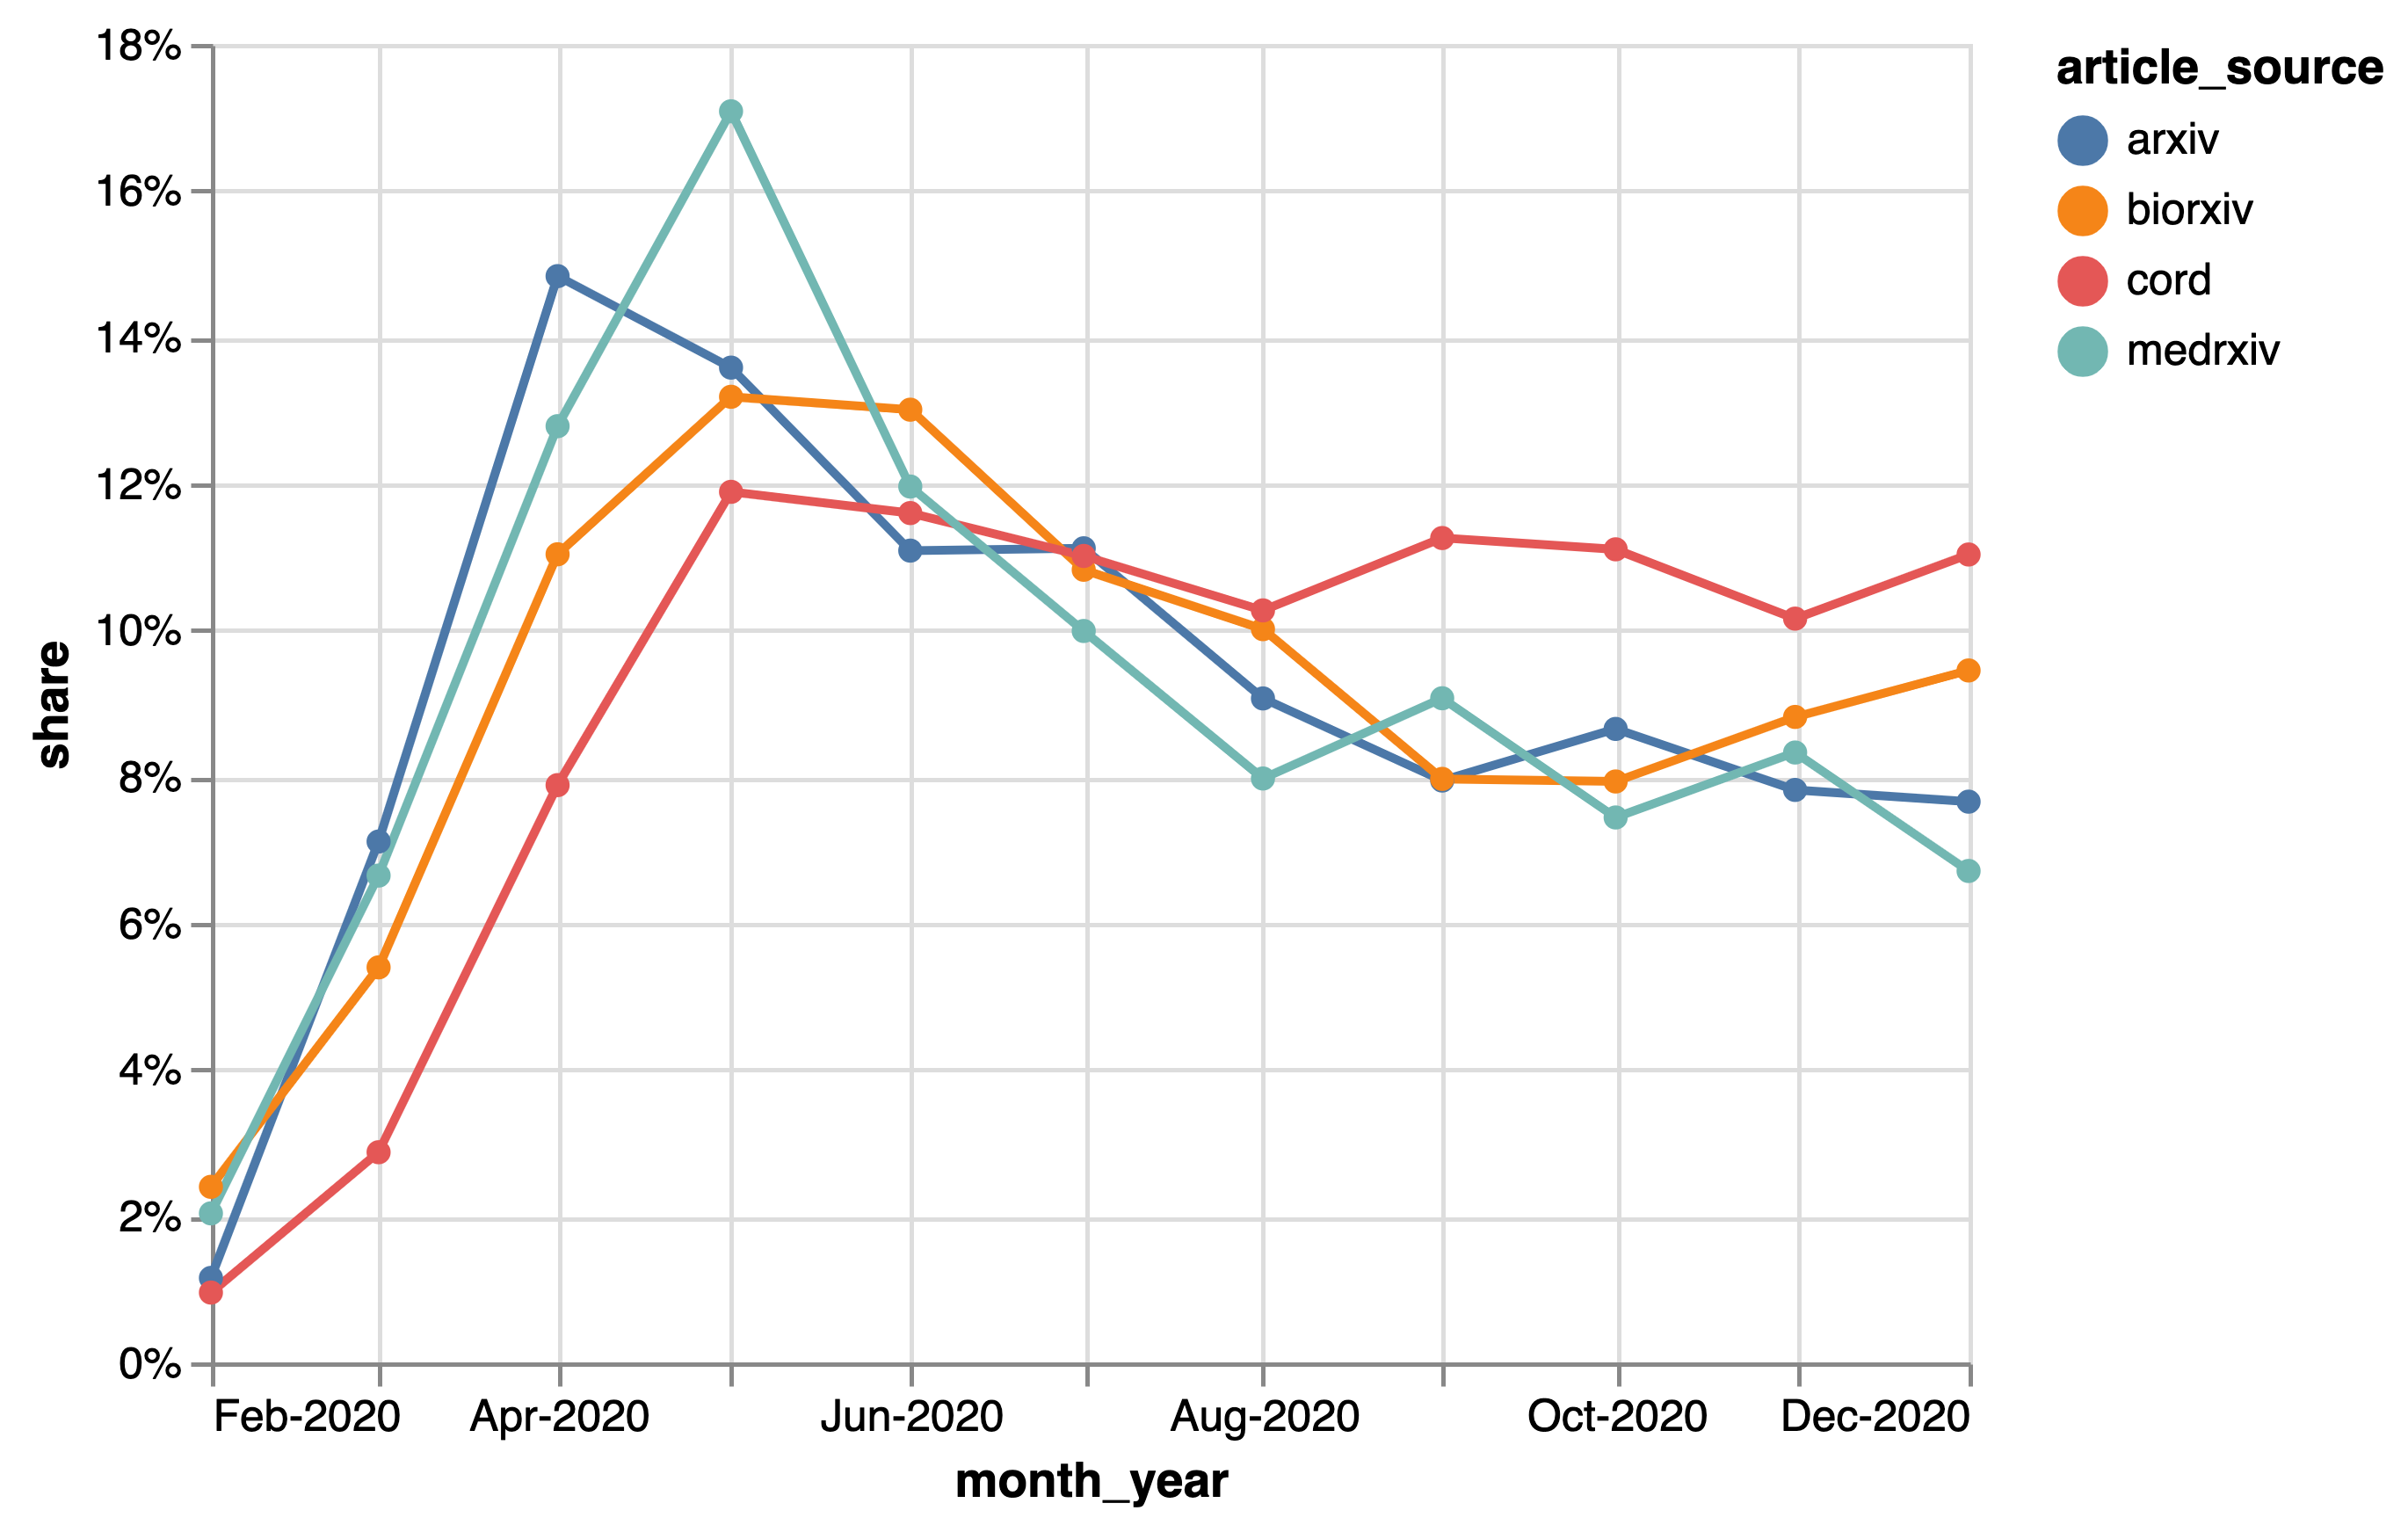 18%
16%
14%
12%
10%
8%
6%
4%
2%
0%
share
Feb-2020 Apr-2020 Jun-2020 Aug-2020 Oct-2020 Dec-2020
month_year
article_source
arxiv
biorxiv
cord
medrxiv